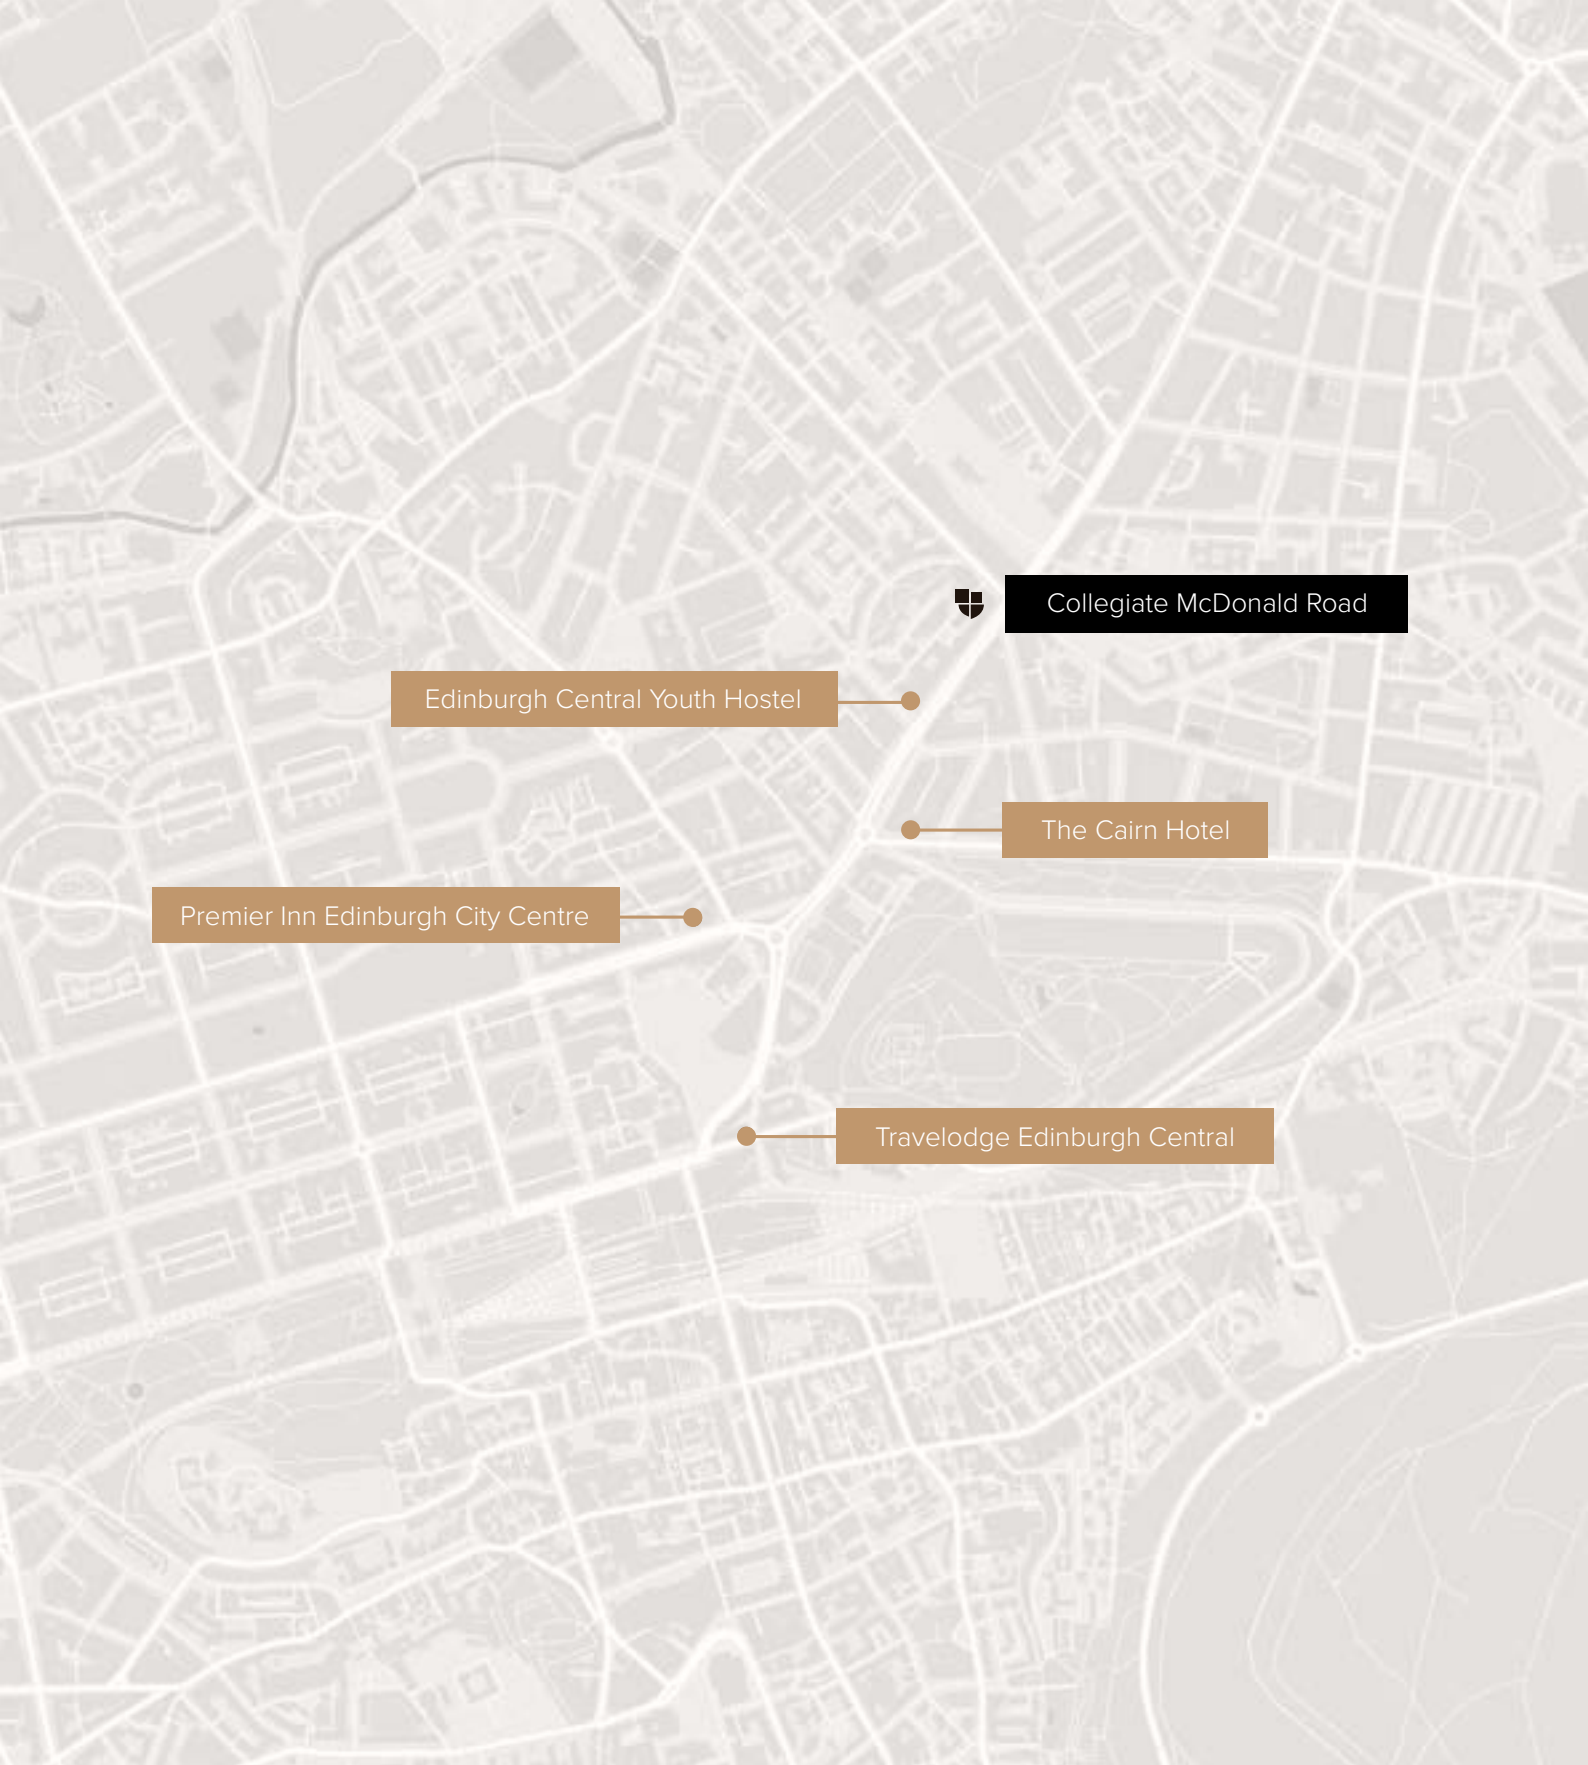 Collegiate McDonald Road
Edinburgh Central Youth Hostel
The Cairn Hotel
Premier Inn Edinburgh City Centre
Travelodge Edinburgh Central